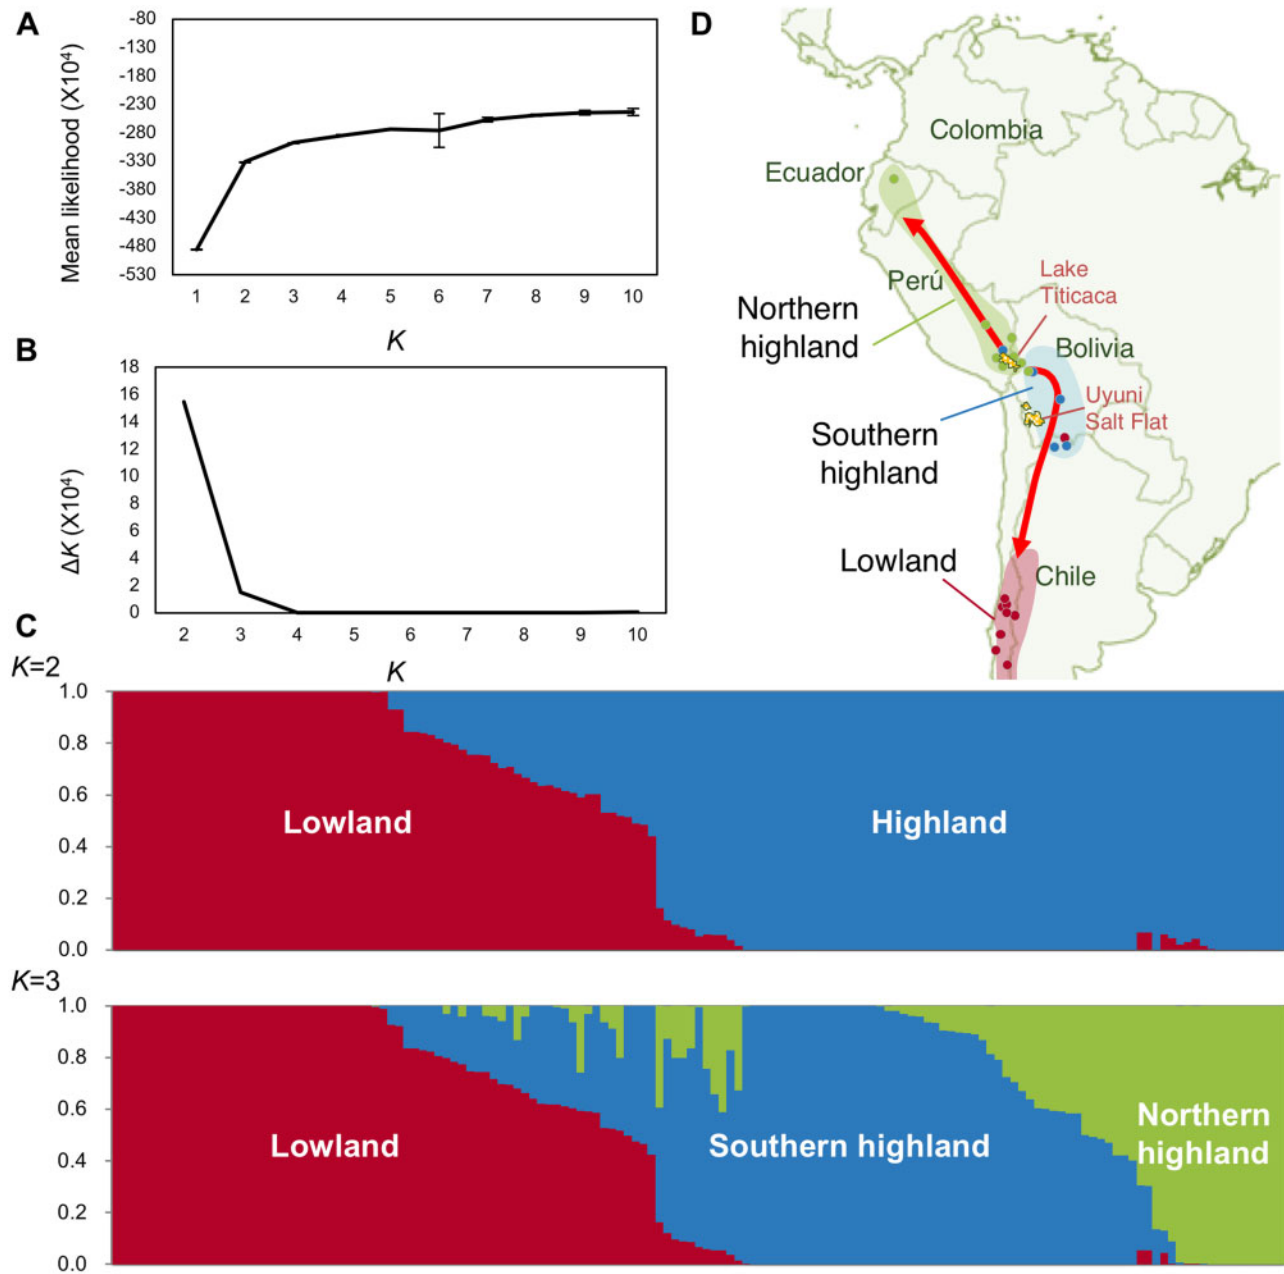 A
Mean likelihood (X10⁴)
-80
-130
-180
-230
-280
-330
-380
-430
-480
-530
1 2 3 4 5 6 7 8 9 10
K
B
ΔK (X10⁴)
18
16
14
12
10
8
6
4
2
0
2 3 4 5 6 7 8 9 10
K
D
Colombia
Ecuador
Perú
Lake
Titicaca
Northern
highland
Bolivia
Uyuni
Salt Flat
Southern
highland
Lowland
Chile
C
K=2
1.0
0.8
0.6
0.4
0.2
0.0
Lowland
Highland
K=3
1.0
0.8
0.6
0.4
0.2
0.0
Lowland
Southern highland
Northern
highland